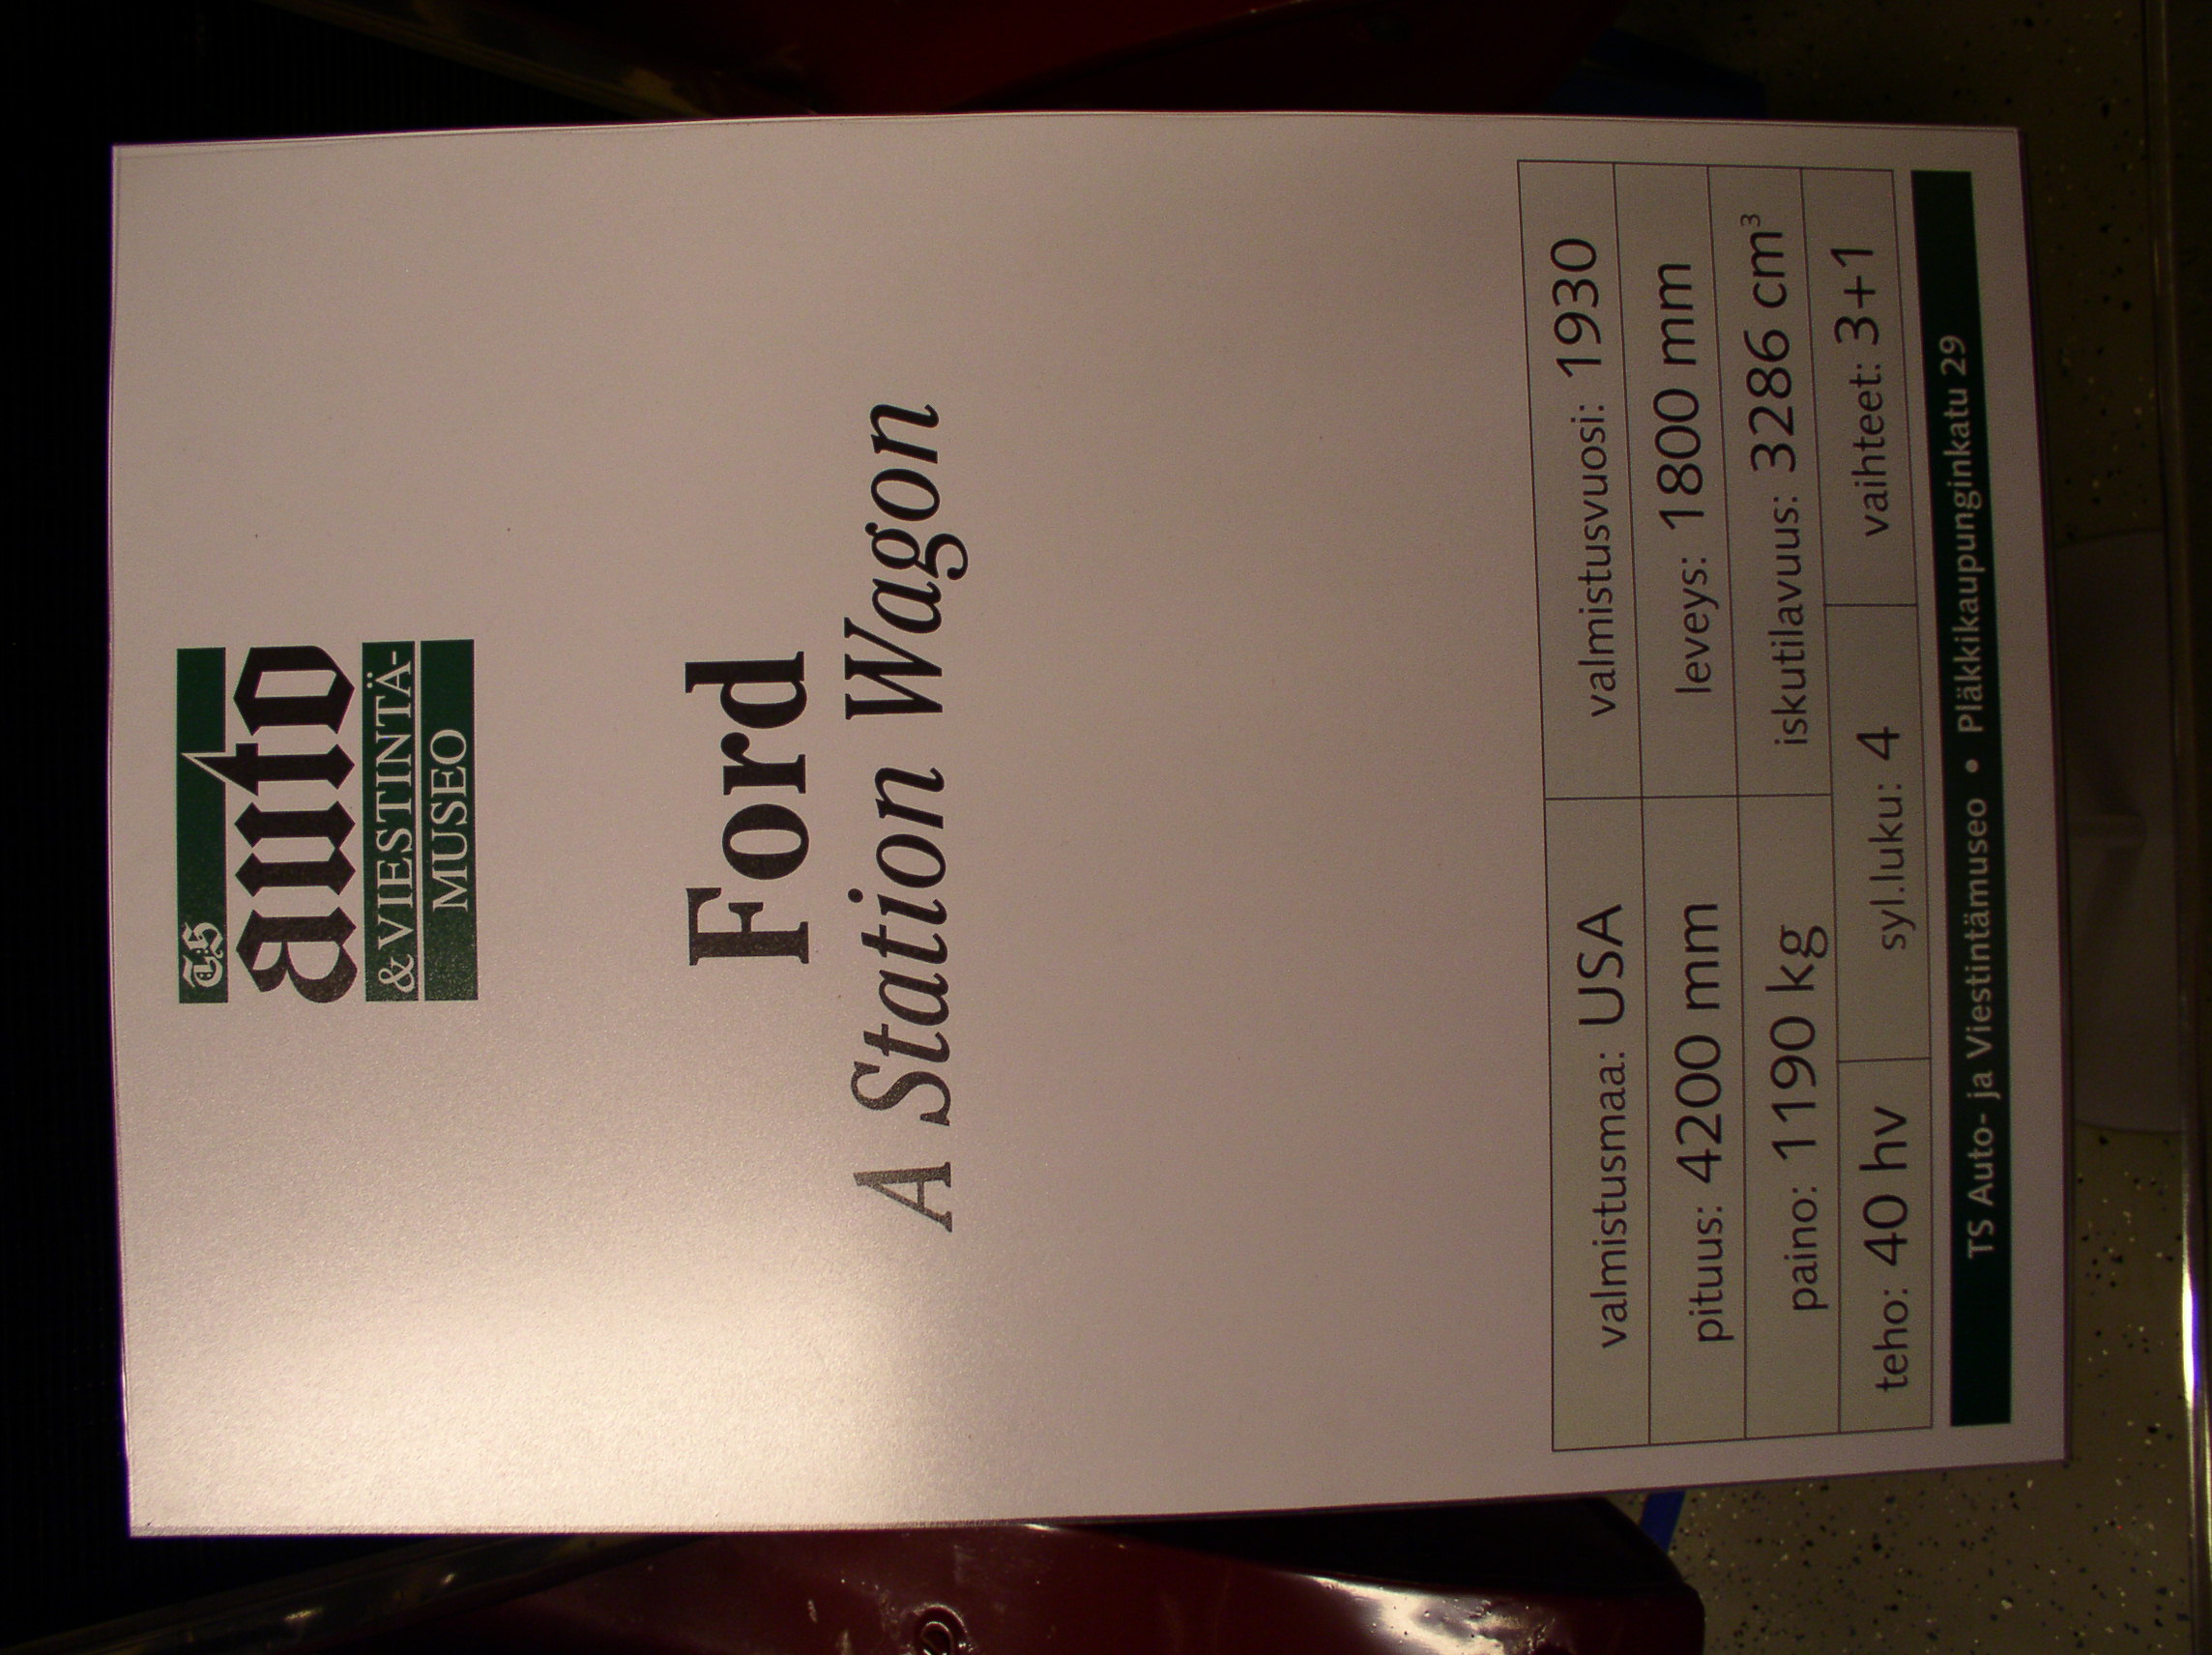 TS
auto
& VIESTINTÄ-
MUSEO
Ford
A Station Wagon
valmistusmaa: USA valmistusvuosi: 1930
pituus: 4200 mm leveys: 1800 mm
paino: 1190 kg iskutilavuus: 3286 cm³
teho: 40 hv syl.luku: 4 vaihteet: 3+1
TS Auto- ja Viestintämuseo • Pläkkikaupunginkatu 29